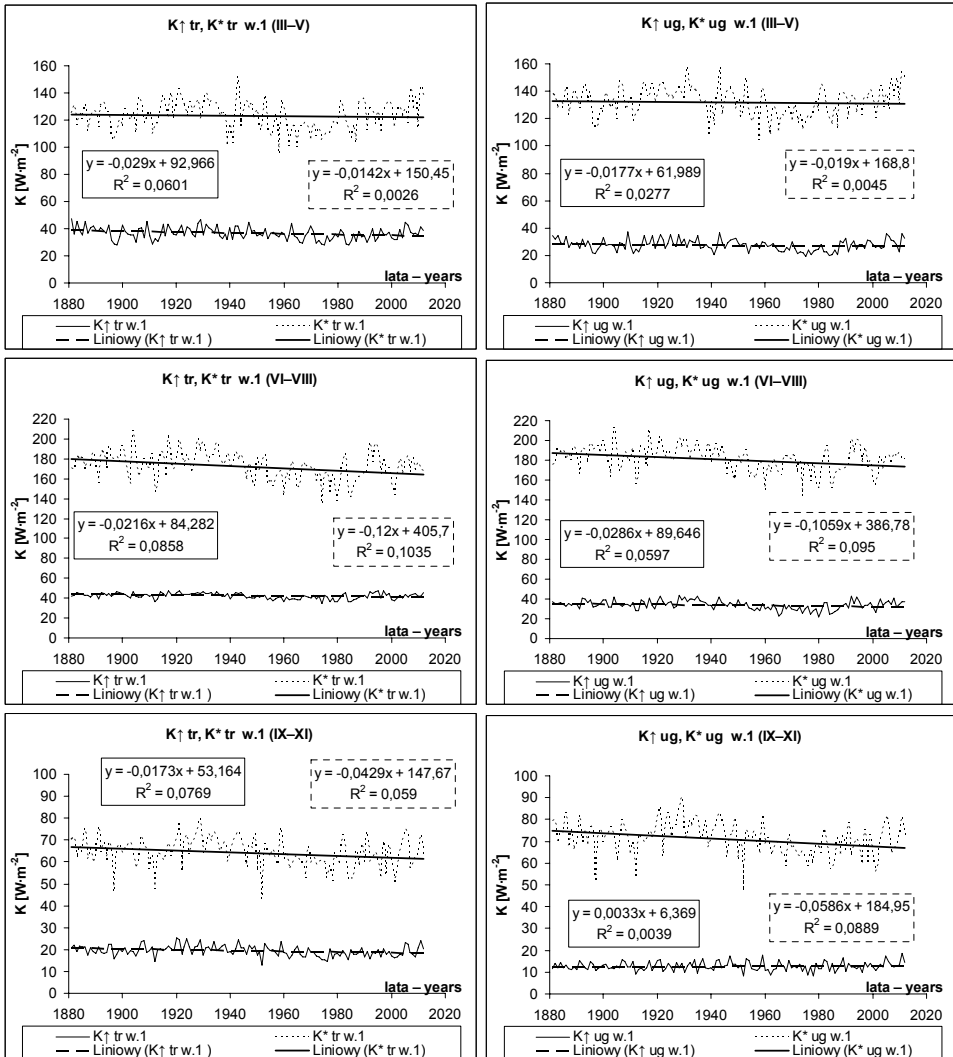 K↑ tr, K* tr w.1 (III–V)
K [W·m-2]
160
140
120
100
80
60
40
20
0
y = -0,029x + 92,966
R2 = 0,0601
y = -0,0142x + 150,45
R2 = 0,0026
lata – years
1880 1900 1920 1940 1960 1980 2000 2020
K↑ tr w.1 K* tr w.1
Liniowy (K↑ tr w.1 ) Liniowy (K* tr w.1)
K↑ ug, K* ug w.1 (III–V)
K [W·m-2]
160
140
120
100
80
60
40
20
0
y = -0,0177x + 61,989
R2 = 0,0277
y = -0,019x + 168,8
R2 = 0,0045
lata – years
1880 1900 1920 1940 1960 1980 2000 2020
K↑ ug w.1 K* ug w.1
Liniowy (K↑ ug w.1) Liniowy (K* ug w.1)
K↑ tr, K* tr w.1 (VI–VIII)
K [W·m-2]
220
200
180
160
140
120
100
80
60
40
20
0
y = -0,0216x + 84,282
R2 = 0,0858
y = -0,12x + 405,7
R2 = 0,1035
lata – years
1880 1900 1920 1940 1960 1980 2000 2020
K↑ tr w.1 K* tr w.1
Liniowy (K↑ tr w.1 ) Liniowy (K* tr w.1)
K↑ ug, K* ug w.1 (VI–VIII)
K [W·m-2]
220
200
180
160
140
120
100
80
60
40
20
0
y = -0,0286x + 89,646
R2 = 0,0597
y = -0,1059x + 386,78
R2 = 0,095
lata – years
1880 1900 1920 1940 1960 1980 2000 2020
K↑ ug w.1 K* ug w.1
Liniowy (K↑ ug w.1) Liniowy (K* ug w.1)
K↑ tr, K* tr w.1 (IX–XI)
K [W·m-2]
100
90
80
70
60
50
40
30
20
10
0
y = -0,0173x + 53,164
R2 = 0,0769
y = -0,0429x + 147,67
R2 = 0,059
lata – years
1880 1900 1920 1940 1960 1980 2000 2020
K↑ tr w.1 K* tr w.1
Liniowy (K↑ tr w.1 ) Liniowy (K* tr w.1)
K↑ ug, K* ug w.1 (IX–XI)
K [W·m-2]
100
90
80
70
60
50
40
30
20
10
0
y = 0,0033x + 6,369
R2 = 0,0039
y = -0,0586x + 184,95
R2 = 0,0889
lata – years
1880 1900 1920 1940 1960 1980 2000 2020
K↑ ug w.1 K* ug w.1
Liniowy (K↑ ug w.1) Liniowy (K* ug w.1)